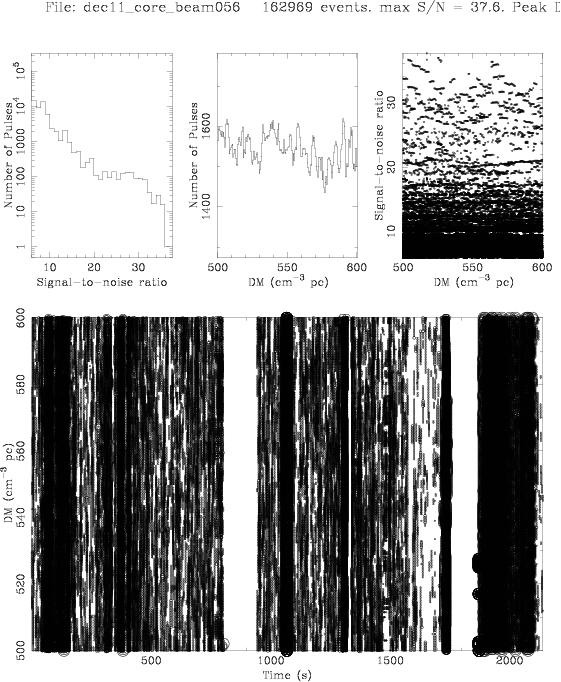 File: dec11_core_beam056 162969 events. max S/N = 37.6. Peak D
Number of Pulses
1 10 100 1000 10⁴ 10⁵
10 20 30
Signal-to-noise ratio
Number of Pulses
1400 1600
500 550 600
DM (cm⁻³ pc)
Signal-to-noise ratio
10 20 30
500 550 600
DM (cm⁻³ pc)
DM (cm⁻³ pc)
500 520 540 560 580 600
500 1000 1500 2000
Time (s)